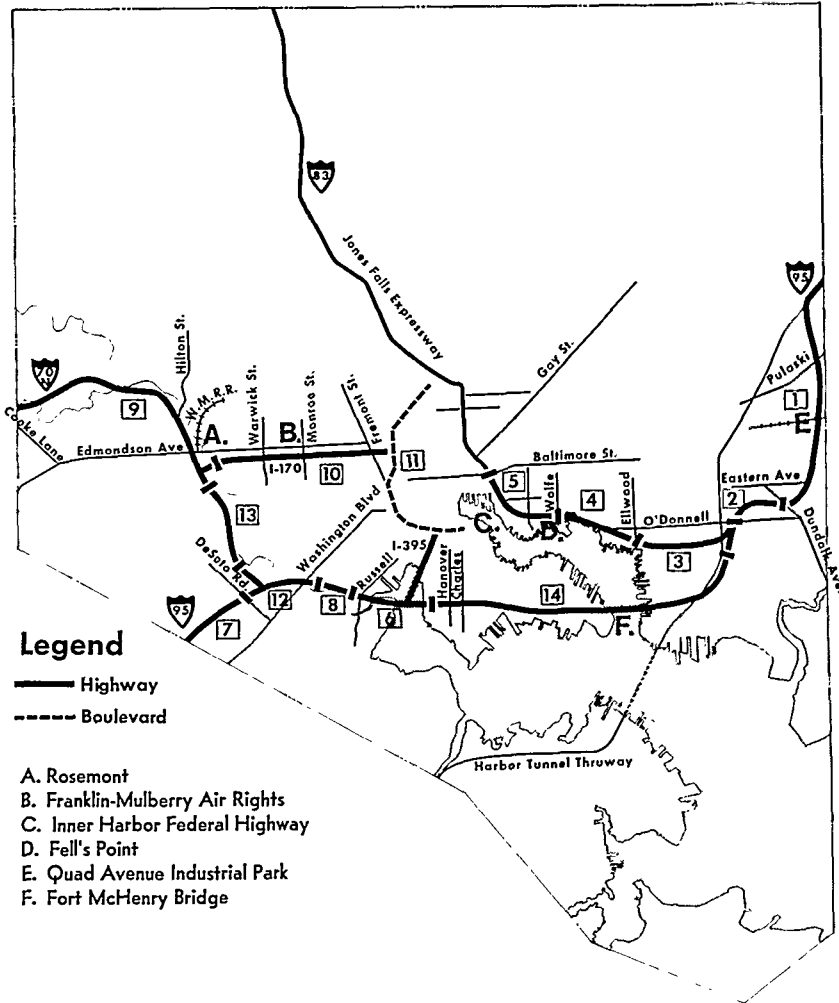 83
Jones Falls Expressway
95
Gay St.
Pulaski
1
E
Hilton St.
70 N
W.M.R.R.
Warwick St.
Monroe St.
Fremont St.
9
Cooke Lane
Edmondson Ave
A.
B.
I-170
10
11
Baltimore St.
5
Wolfe
4
Ellwood
Eastern Ave
2
O'Donnell
Dundalk Ave
C.
D.
3
13
Washington Blvd
I-395
DeSoto Rd
Russell
Hanover
Charles
12
8
6
14
95
7
F.
Harbor Tunnel Thruway
Legend
Highway
Boulevard
A. Rosemont
B. Franklin-Mulberry Air Rights
C. Inner Harbor Federal Highway
D. Fell's Point
E. Quad Avenue Industrial Park
F. Fort McHenry Bridge